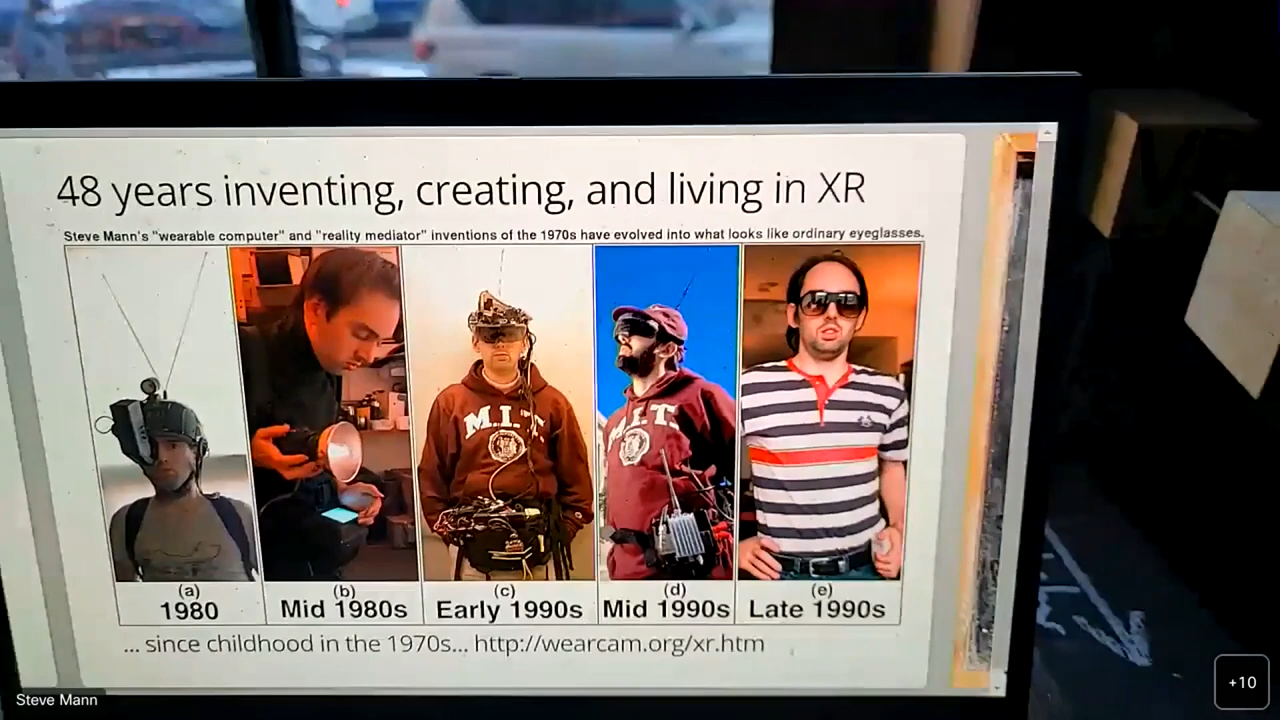 48 years inventing, creating, and living in XR
Steve Mann's "wearable computer" and "reality mediator" inventions of the 1970s have evolved into what looks like ordinary eyeglasses.
M.I.T.
M.I.T.
(a) (b) (c) (d) (e)
1980 Mid 1980s Early 1990s Mid 1990s Late 1990s
... since childhood in the 1970s... http://wearcam.org/xr.htm
Steve Mann
+10